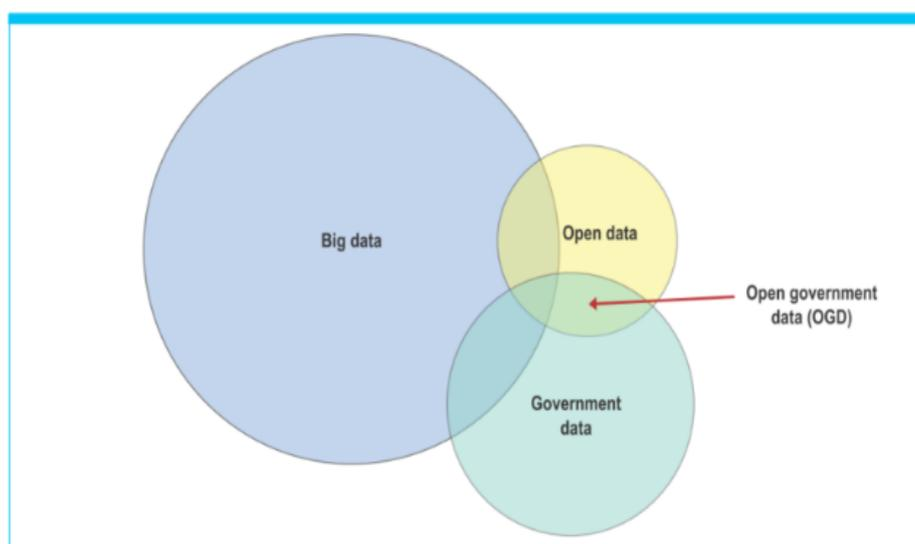 Big data
Open data
Open government
data (OGD)
Government
data